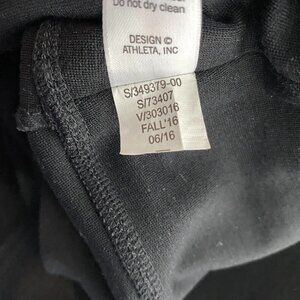 Do not dry clean
DESIGN ©
ATHLETA, INC
S/349379-00
S/73407
V/303016
FALL'16
06/16